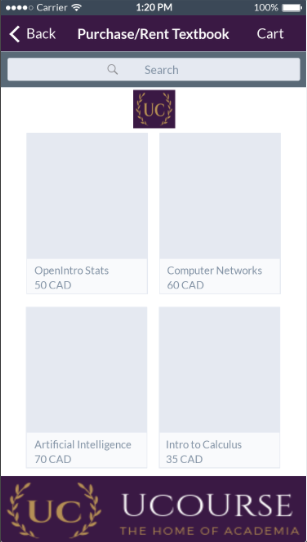 Carrier 1:20 PM 100%
Back Purchase/Rent Textbook Cart
Search
UC
OpenIntro Stats
50 CAD
Computer Networks
60 CAD
Artificial Intelligence
70 CAD
Intro to Calculus
35 CAD
UC UCOURSE
THE HOME OF ACADEMIA